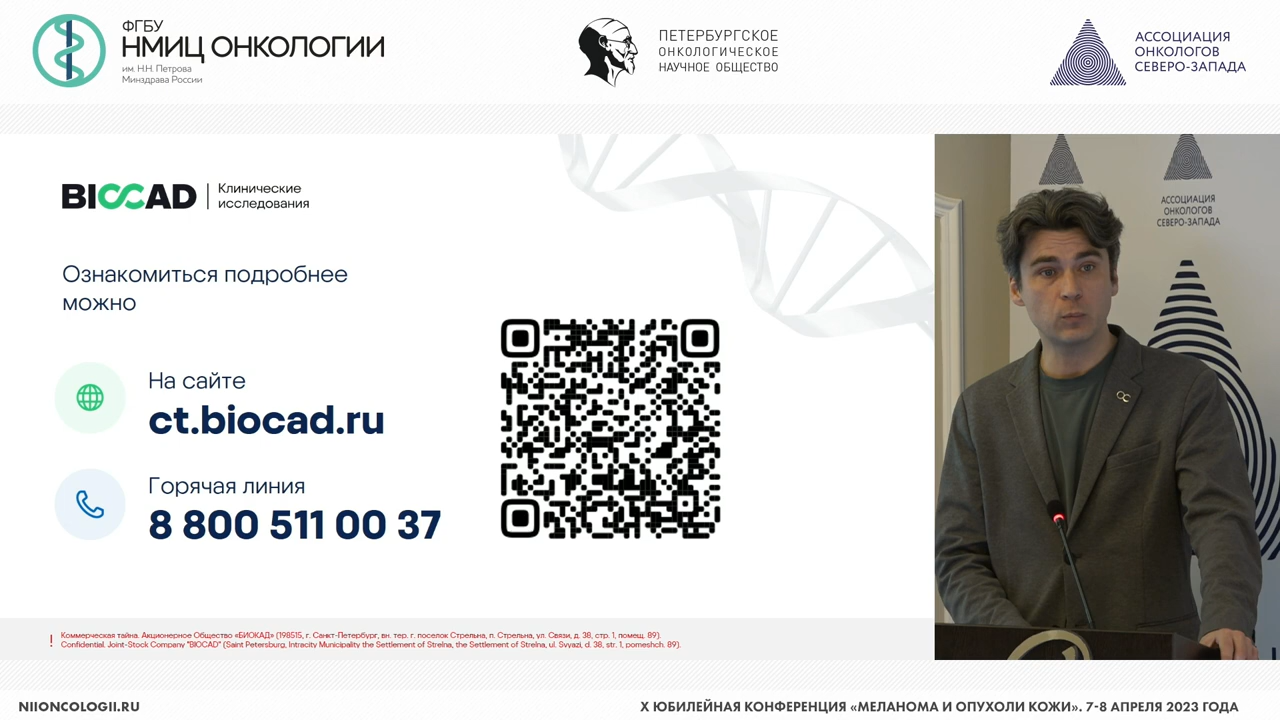 ФГБУ
НМИЦ ОНКОЛОГИИ
им. Н.Н. Петрова
Минздрава России
ПЕТЕРБУРГСКОЕ
ОНКОЛОГИЧЕСКОЕ
НАУЧНОЕ ОБЩЕСТВО
АССОЦИАЦИЯ
ОНКОЛОГОВ
СЕВЕРО-ЗАПАДА
BIOCAD
Клинические
исследования
Ознакомиться подробнее
можно
На сайте
ct.biocad.ru
Горячая линия
8 800 511 00 37
! Коммерческая тайна. Акционерное Общество «БИОКАД» (198515, г. Санкт-Петербург, вн. тер. г. поселок Стрельна, п. Стрельна, ул. Связи, д. 38, стр. 1, помещ. 89).
Confidential. Joint-Stock Company "BIOCAD" (Saint Petersburg, Intracity Municipality the Settlement of Strelna, the Settlement of Strelna, ul. Svyazi, d. 38, str. 1, pomeshch. 89).
АССОЦИАЦИЯ
ОНКОЛОГОВ
СЕВЕРО-ЗАПАДА
NIIONCOLOGII.RU
X ЮБИЛЕЙНАЯ КОНФЕРЕНЦИЯ «МЕЛАНОМА И ОПУХОЛИ КОЖИ». 7-8 АПРЕЛЯ 2023 ГОДА